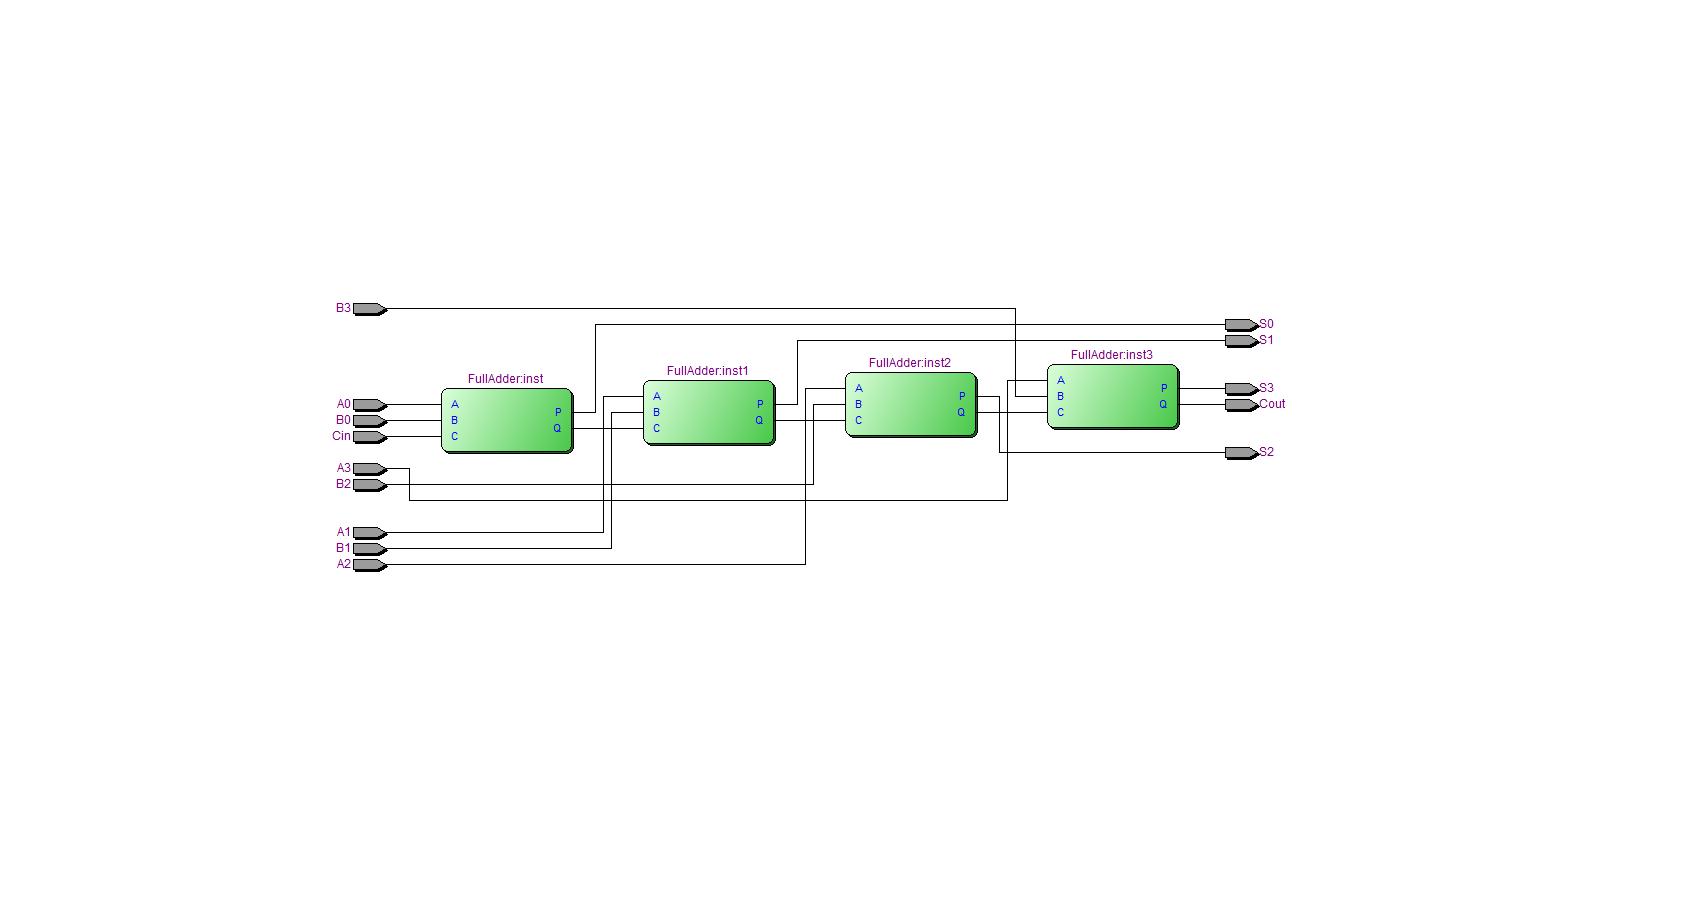 B3
S0
S1
FullAdder:inst3
FullAdder:inst2
FullAdder:inst1
FullAdder:inst
A
B
C
P
Q
A
B
C
P
Q
A
B
C
P
Q
A
B
C
P
Q
S3
Cout
A0
B0
Cin
S2
A3
B2
A1
B1
A2